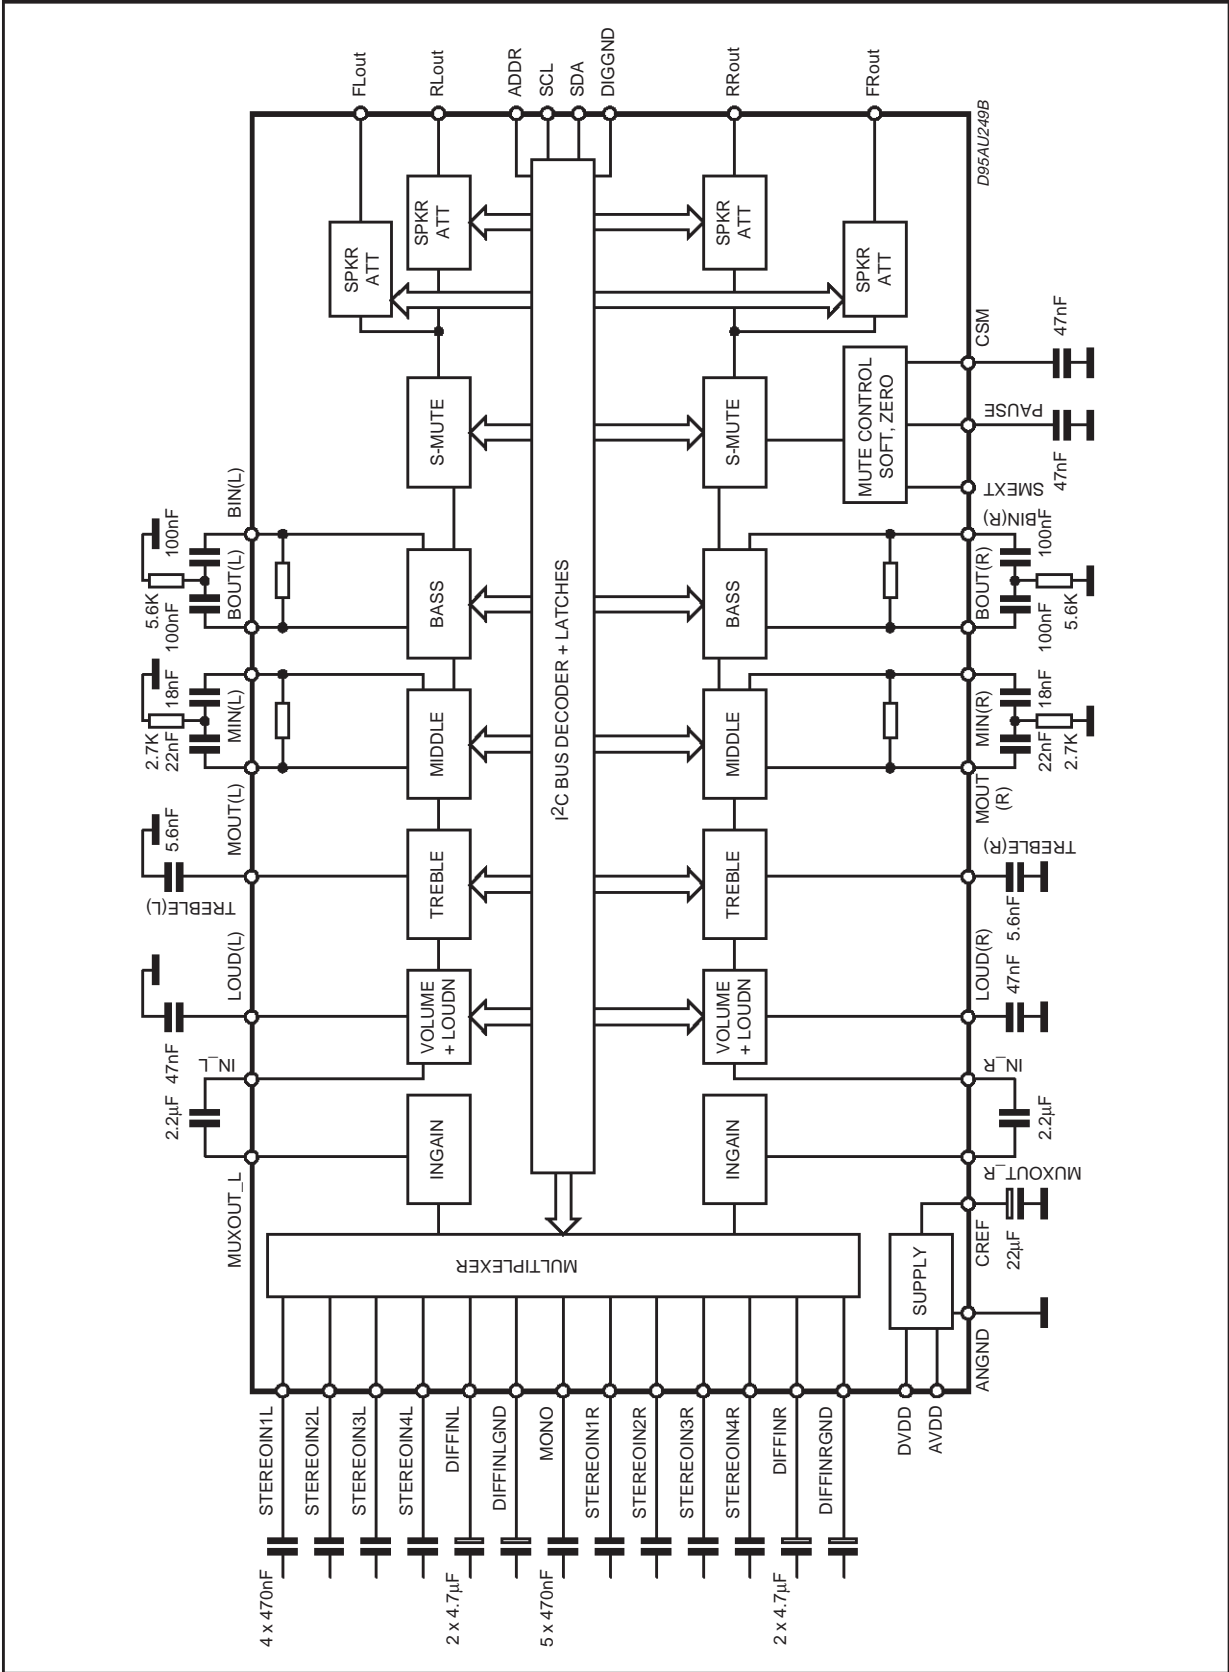 4 x 470nF
STEREOIN1L
STEREOIN2L
STEREOIN3L
STEREOIN4L
2 x 4.7µF
DIFFINL
DIFFINLGND
5 x 470nF
MONO
STEREOIN1R
STEREOIN2R
STEREOIN3R
STEREOIN4R
2 x 4.7µF
DIFFINR
DIFFINRGND
DVDD
AVDD
MULTIPLEXER
SUPPLY
ANGND
CREF
22µF
MUXOUT_L
2.2µF
IN_L
47nF
LOUD(L)
TREBLE(L)
5.6nF
MOUT(L)
22nF
2.7K
18nF
MIN(L)
100nF
5.6K
100nF
BOUT(L)
BIN(L)
INGAIN
VOLUME
+ LOUDN
TREBLE
MIDDLE
BASS
S-MUTE
SPKR
ATT
SPKR
ATT
I2C BUS DECODER + LATCHES
INGAIN
VOLUME
+ LOUDN
TREBLE
MIDDLE
BASS
S-MUTE
SPKR
ATT
SPKR
ATT
MUTE CONTROL
SOFT, ZERO
MUXOUT_R
2.2µF
IN_R
LOUD(R)
47nF
TREBLE(R)
5.6nF
MOUT
(R)
MIN(R)
22nF
18nF
2.7K
BOUT(R)
BIN(R)
100nF
100nF
5.6K
SMEXT
PAUSE
47nF
CSM
47nF
FLout
RLout
ADDR
SCL
SDA
DIGGND
RRout
FRout
D95AU249B